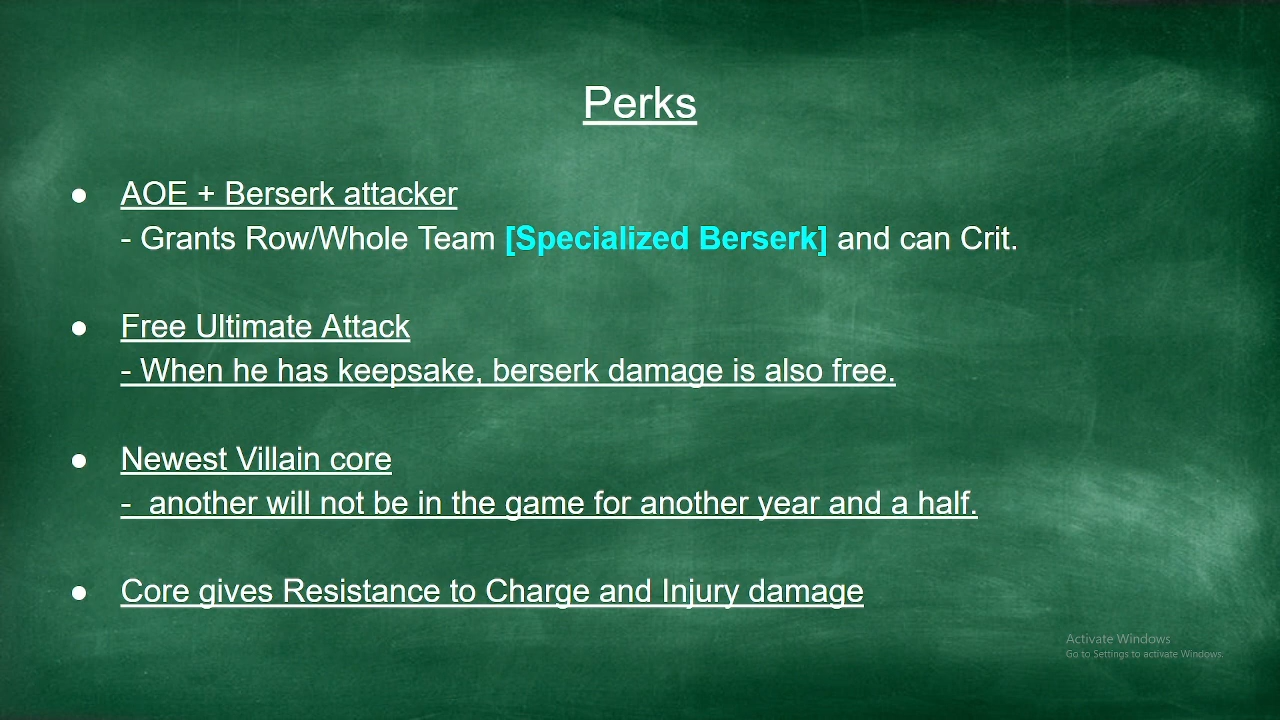 Perks
● AOE + Berserk attacker
- Grants Row/Whole Team [Specialized Berserk] and can Crit.
● Free Ultimate Attack
- When he has keepsake, berserk damage is also free.
● Newest Villain core
- another will not be in the game for another year and a half.
● Core gives Resistance to Charge and Injury damage
Activate Windows
Go to Settings to activate Windows.